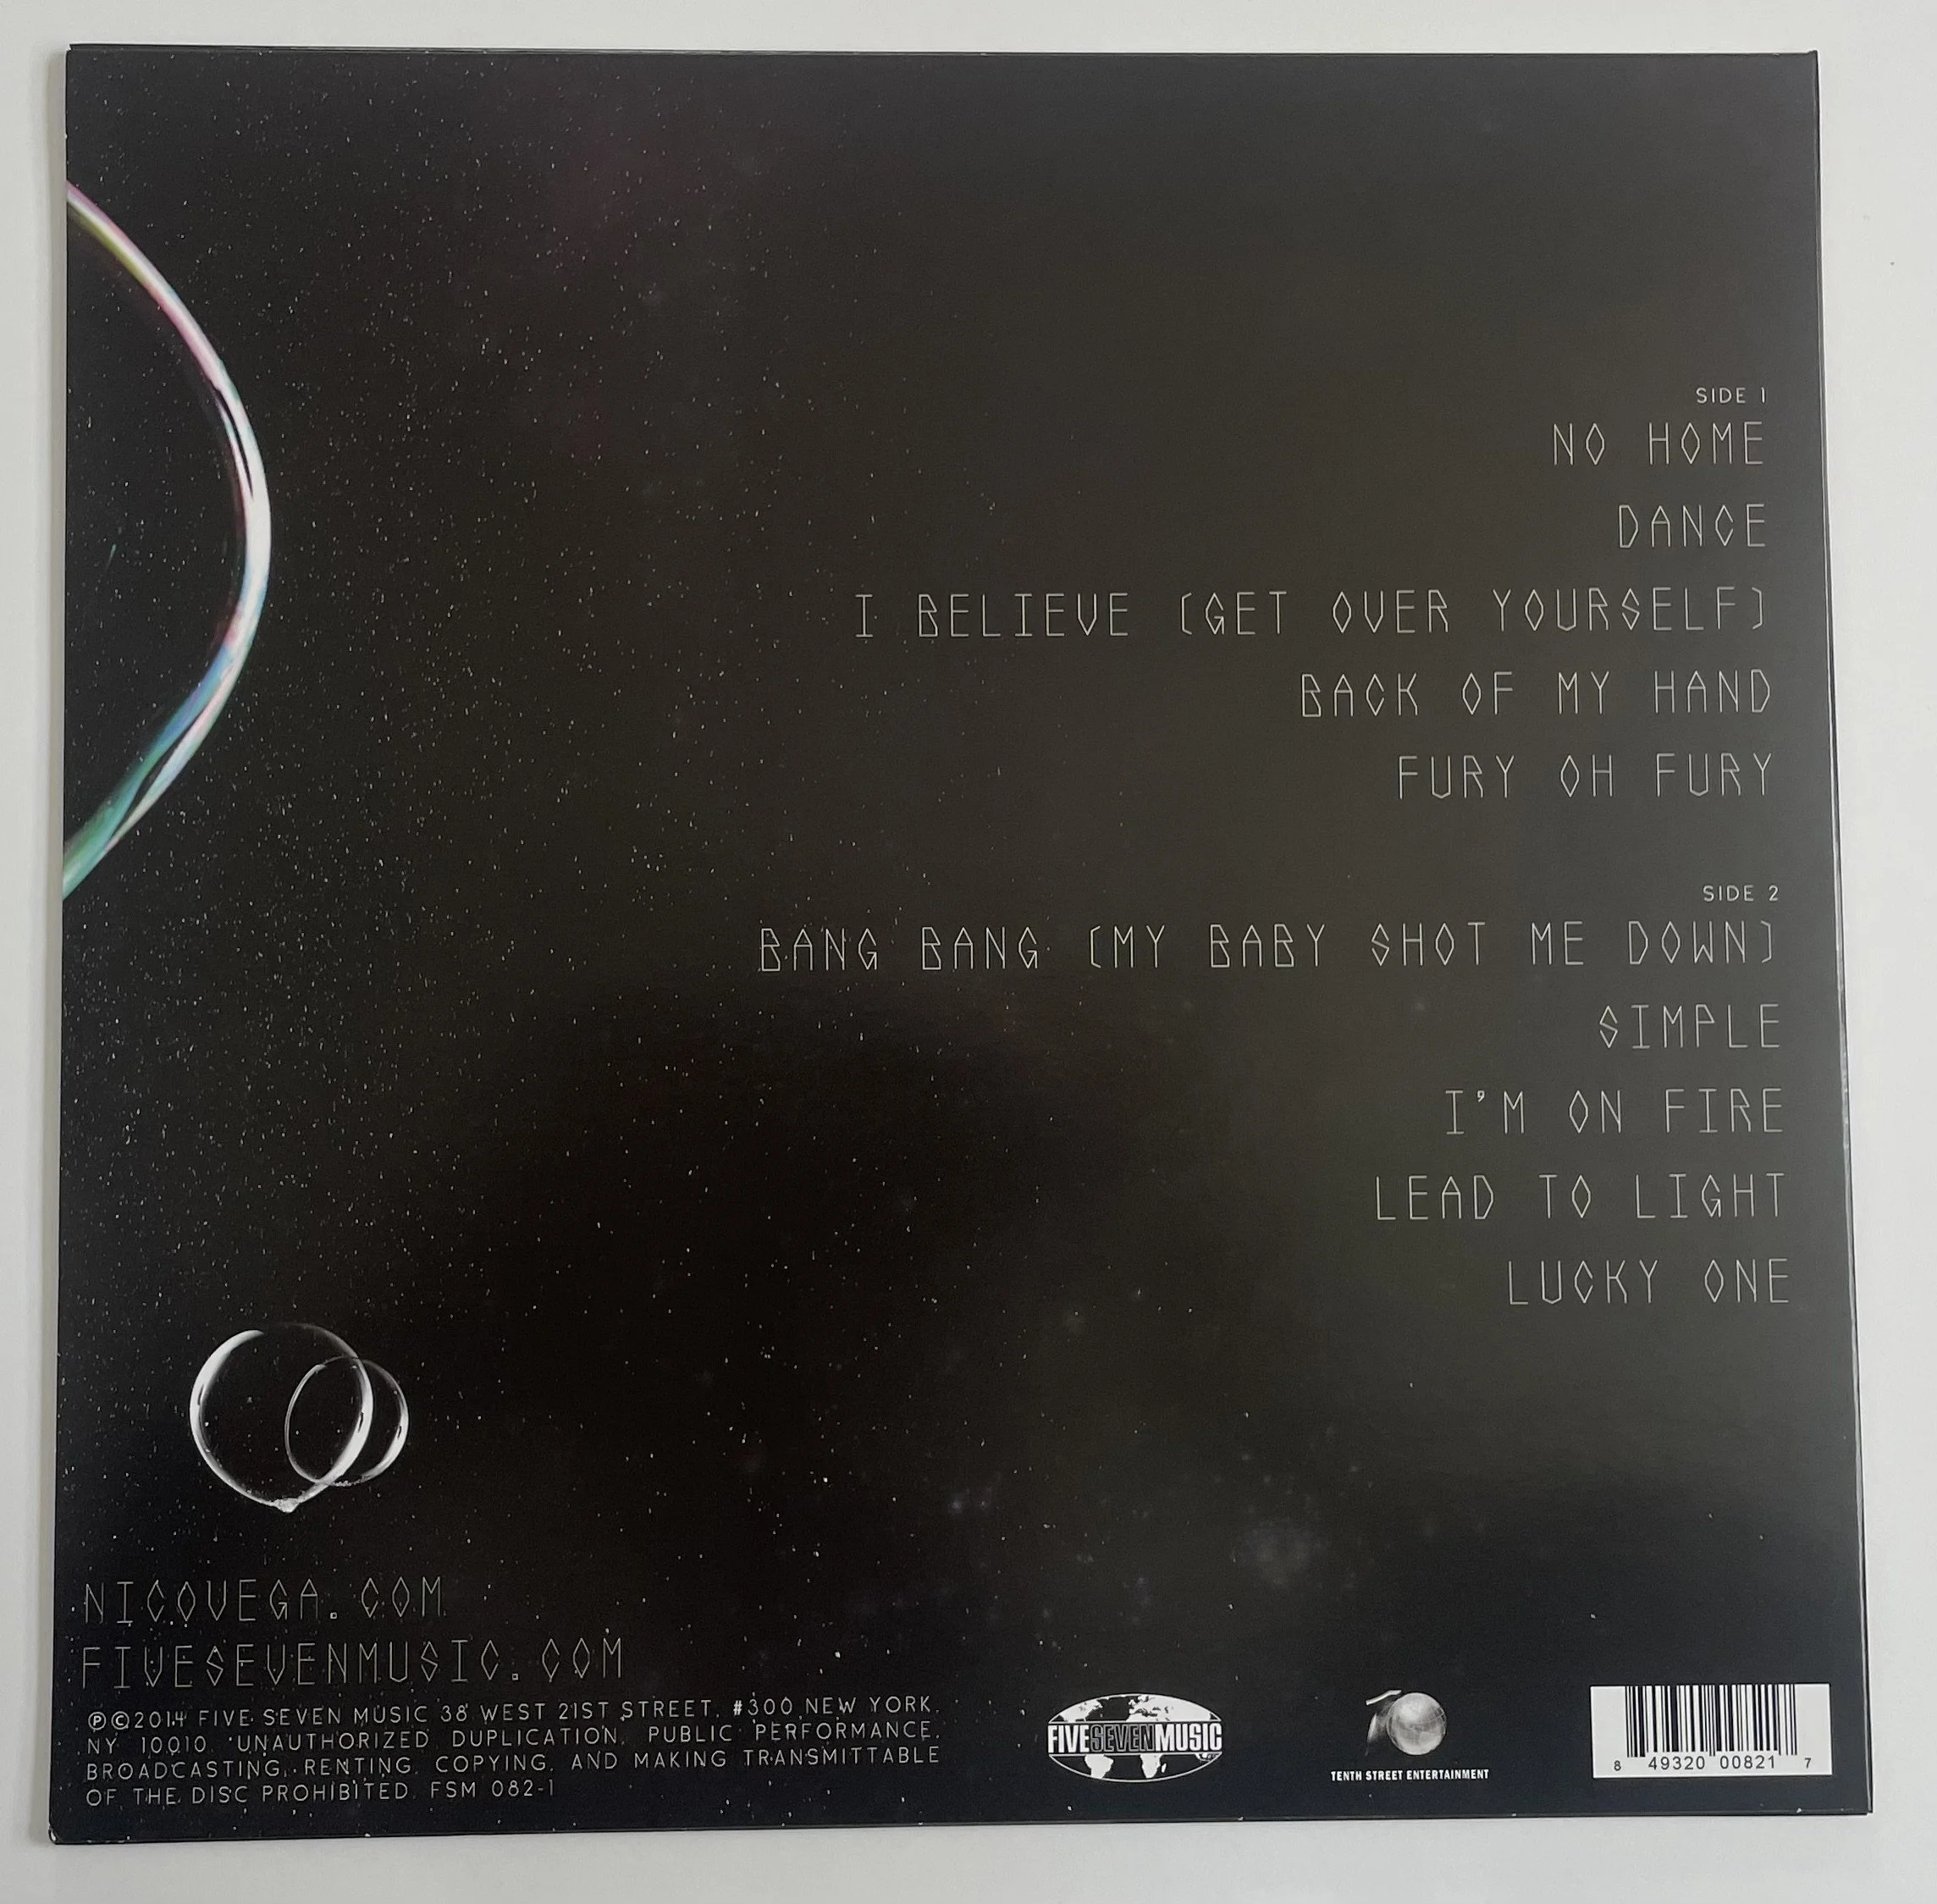 SIDE 1
NO HOME
DANCE
I BELIEVE (GET OVER YOURSELF)
BACK OF MY HAND
FURY OH FURY
SIDE 2
BANG BANG (MY BABY SHOT ME DOWN)
SIMPLE
I'M ON FIRE
LEAD TO LIGHT
LUCKY ONE
NICOVEGA.COM
FIVESEVENMUSIC.COM
℗©2014 FIVE SEVEN MUSIC 38 WEST 21ST STREET, #300 NEW YORK,
NY 10010. UNAUTHORIZED DUPLICATION, PUBLIC PERFORMANCE,
BROADCASTING, RENTING, COPYING, AND MAKING TRANSMITTABLE
OF THE DISC PROHIBITED. FSM 082-1
FIVESEVENMUSIC
TENTH STREET ENTERTAINMENT
8 49320 00821 7